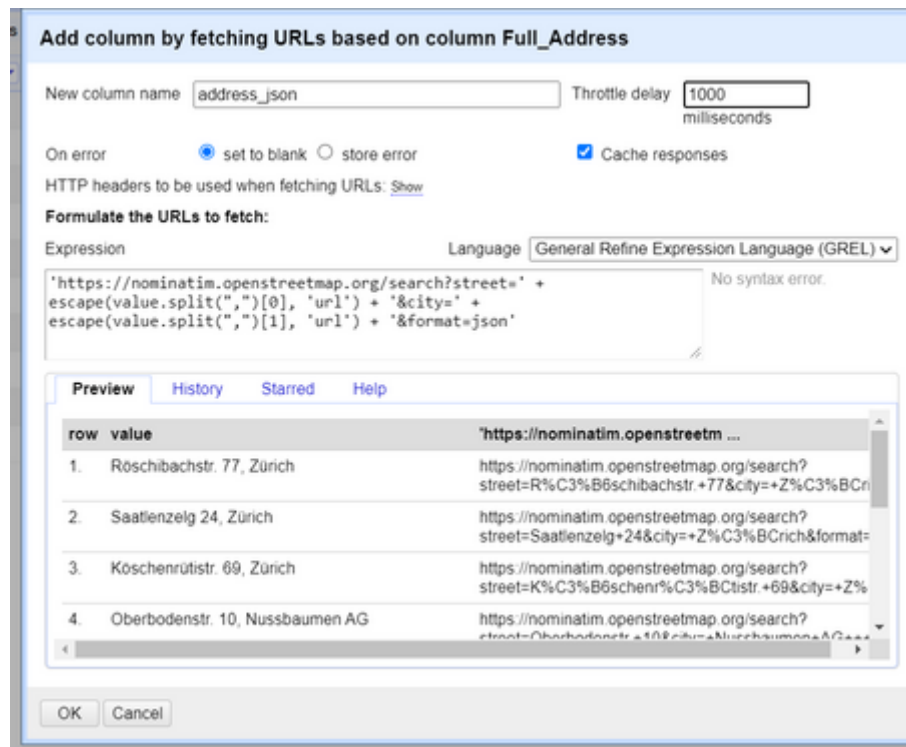 Add column by fetching URLs based on column Full_Address
New column name address_json Throttle delay 1000
milliseconds
On error set to blank store error Cache responses
HTTP headers to be used when fetching URLs: Show
Formulate the URLs to fetch:
Expression Language General Refine Expression Language (GREL)
'https://nominatim.openstreetmap.org/search?street=' + No syntax error.
escape(value.split(",")[0], 'url') + '&city=' +
escape(value.split(",")[1], 'url') + '&format=json'
Preview History Starred Help
row value 'https://nominatim.openstreetm ...
1. Röschibachstr. 77, Zürich https://nominatim.openstreetmap.org/search?
street=R%C3%B6schibachstr.+77&city=+Z%C3%BCri
2. Saatlenzelg 24, Zürich https://nominatim.openstreetmap.org/search?
street=Saatlenzelg+24&city=+Z%C3%BCrich&format=
3. Köschenrütistr. 69, Zürich https://nominatim.openstreetmap.org/search?
street=K%C3%B6schenr%C3%BCtistr.+69&city=+Z%
4. Oberbodenstr. 10, Nussbaumen AG https://nominatim.openstreetmap.org/search?
street=Oberbodenstr.+10&city=+Nussbaumen+AG+++
OK Cancel